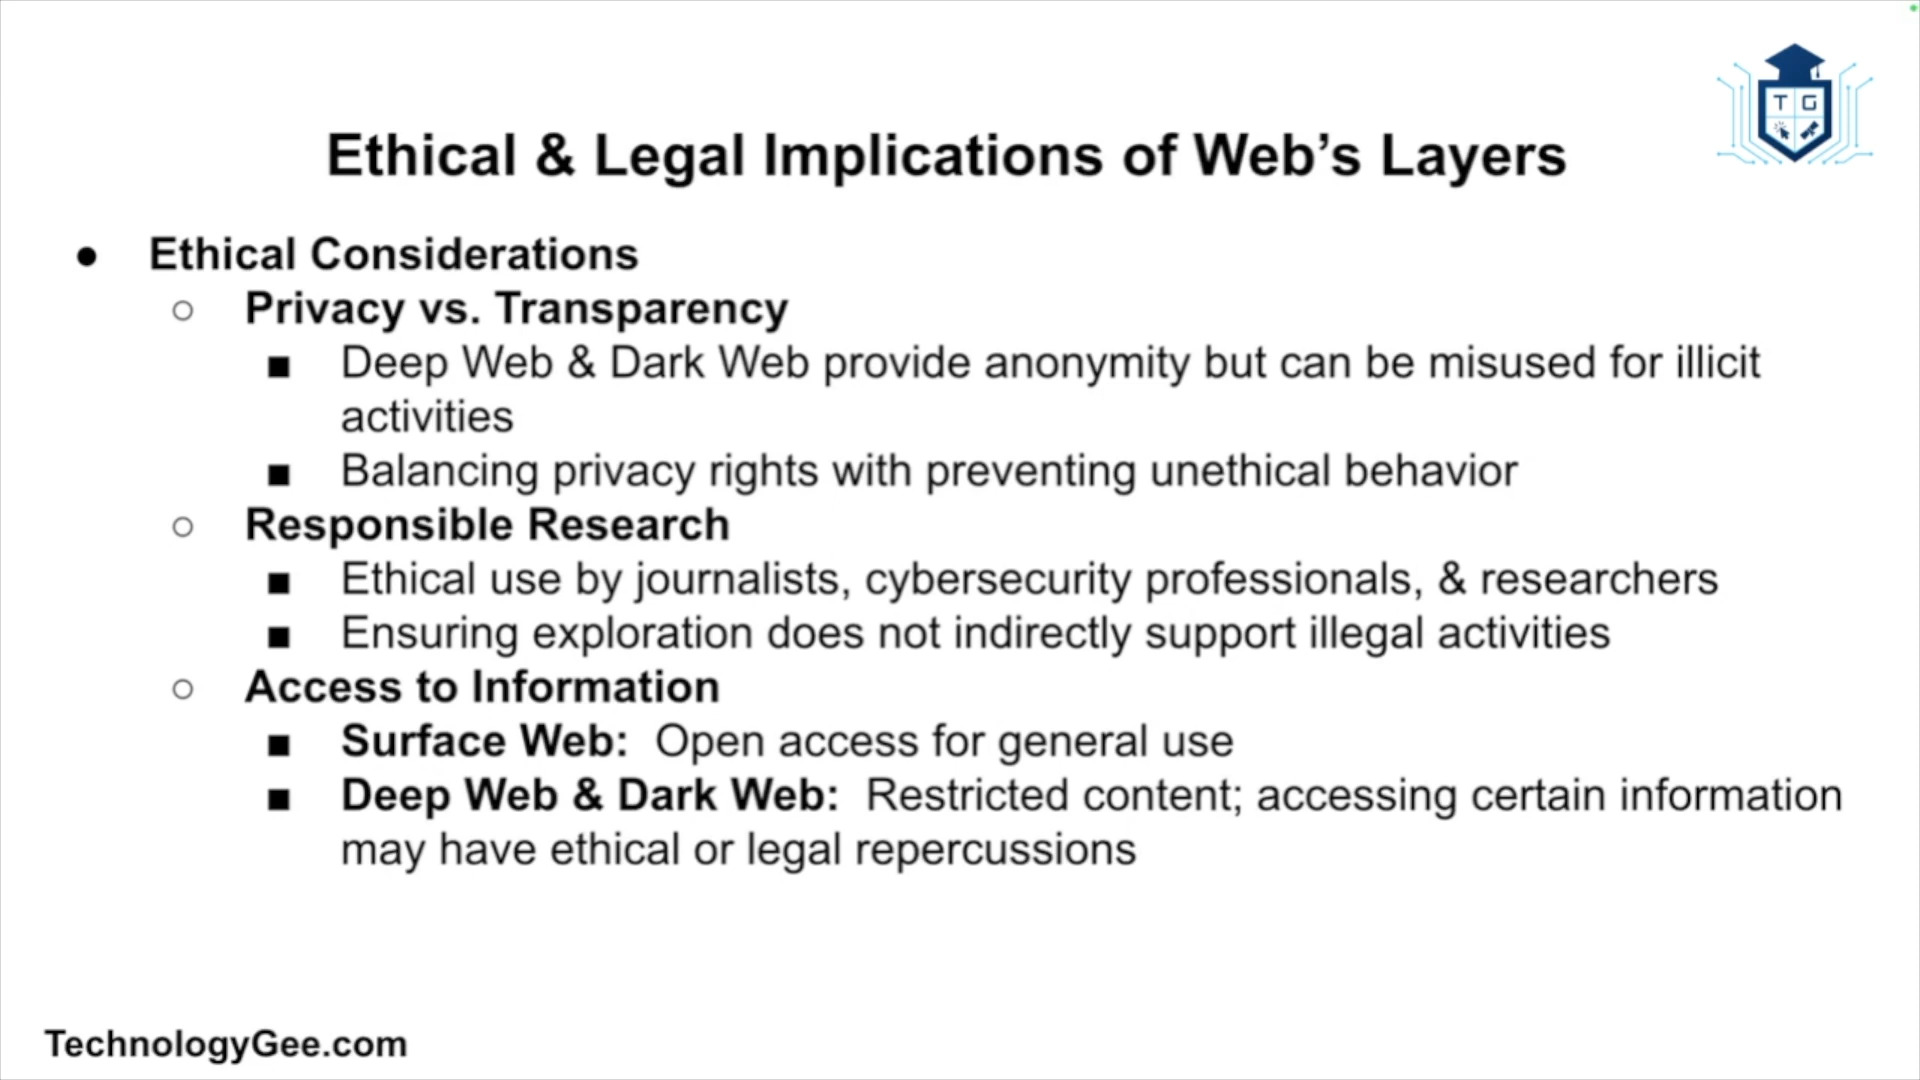 T G
Ethical & Legal Implications of Web’s Layers
● Ethical Considerations
○ Privacy vs. Transparency
■ Deep Web & Dark Web provide anonymity but can be misused for illicit
activities
■ Balancing privacy rights with preventing unethical behavior
○ Responsible Research
■ Ethical use by journalists, cybersecurity professionals, & researchers
■ Ensuring exploration does not indirectly support illegal activities
○ Access to Information
■ Surface Web: Open access for general use
■ Deep Web & Dark Web: Restricted content; accessing certain information
may have ethical or legal repercussions
TechnologyGee.com